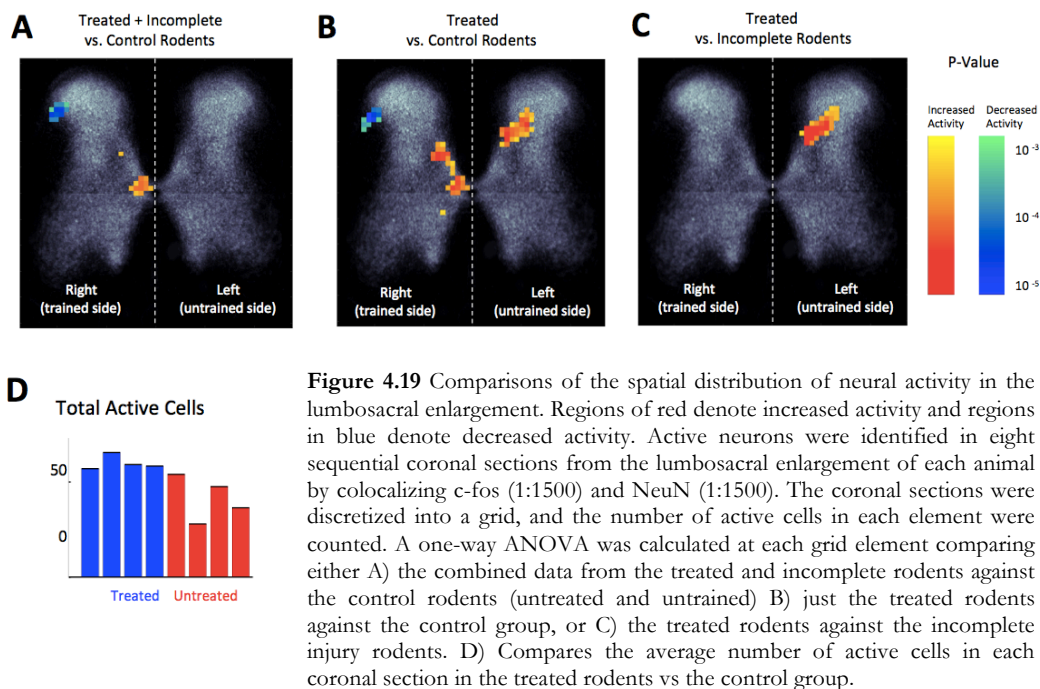 A
Treated + Incomplete
vs. Control Rodents
Right
(trained side)
Left
(untrained side)
B
Treated
vs. Control Rodents
Right
(trained side)
Left
(untrained side)
C
Treated
vs. Incomplete Rodents
Right
(trained side)
Left
(untrained side)
P-Value
Increased
Activity
Decreased
Activity
10⁻³
10⁻⁴
10⁻⁵
D
Total Active Cells
50
0
Treated
Untreated
Figure 4.19 Comparisons of the spatial distribution of neural activity in the
lumbosacral enlargement. Regions of red denote increased activity and regions
in blue denote decreased activity. Active neurons were identified in eight
sequential coronal sections from the lumbosacral enlargement of each animal
by colocalizing c-fos (1:1500) and NeuN (1:1500). The coronal sections were
discretized into a grid, and the number of active cells in each element were
counted. A one-way ANOVA was calculated at each grid element comparing
either A) the combined data from the treated and incomplete rodents against
the control rodents (untreated and untrained) B) just the treated rodents
against the control group, or C) the treated rodents against the incomplete
injury rodents. D) Compares the average number of active cells in each
coronal section in the treated rodents vs the control group.